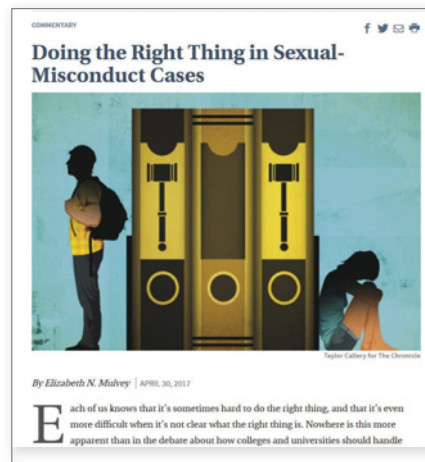 COMMENTARY
Doing the Right Thing in Sexual-
Misconduct Cases
Taylor Callery for The Chronicle
By Elizabeth N. Mulvey | APRIL 30, 2017
Each of us knows that it's sometimes hard to do the right thing, and that it's even
more difficult when it's not clear what the right thing is. Nowhere is this more
apparent than in the debate about how colleges and universities should handle